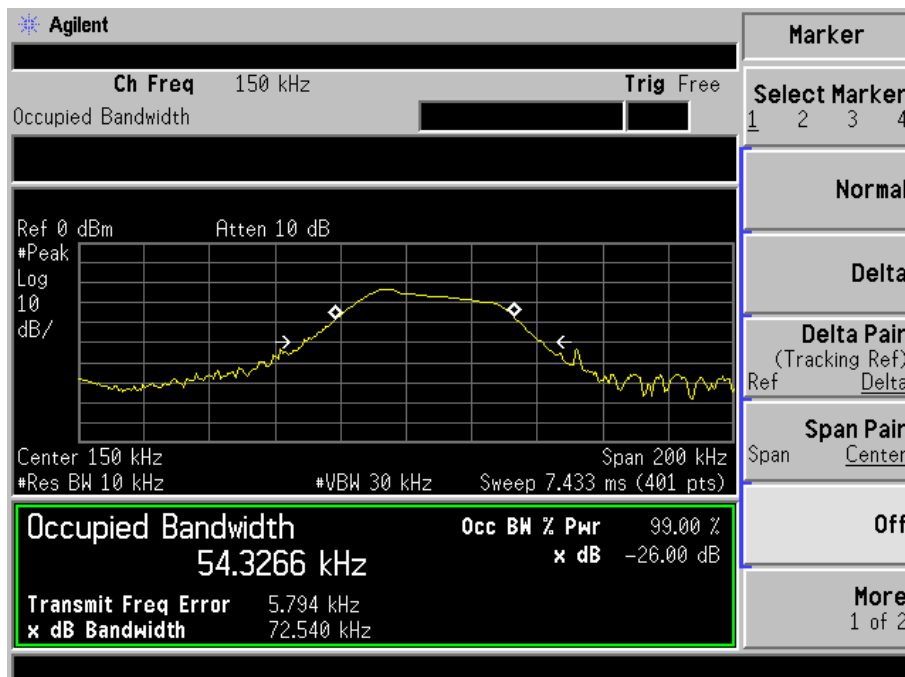 Agilent
Marker
Ch Freq 150 kHz Trig Free
Occupied Bandwidth
Select Marker
1 2 3 4
Normal
Ref 0 dBm Atten 10 dB
#Peak
Log
10
dB/
Delta
Delta Pair
(Tracking Ref)
Ref Delta
Span Pair
Span Center
Center 150 kHz Span 200 kHz
#Res BW 10 kHz #VBW 30 kHz Sweep 7.433 ms (401 pts)
Off
Occupied Bandwidth Occ BW % Pwr 99.00 %
54.3266 kHz x dB -26.00 dB
Transmit Freq Error 5.794 kHz
x dB Bandwidth 72.540 kHz
More
1 of 2